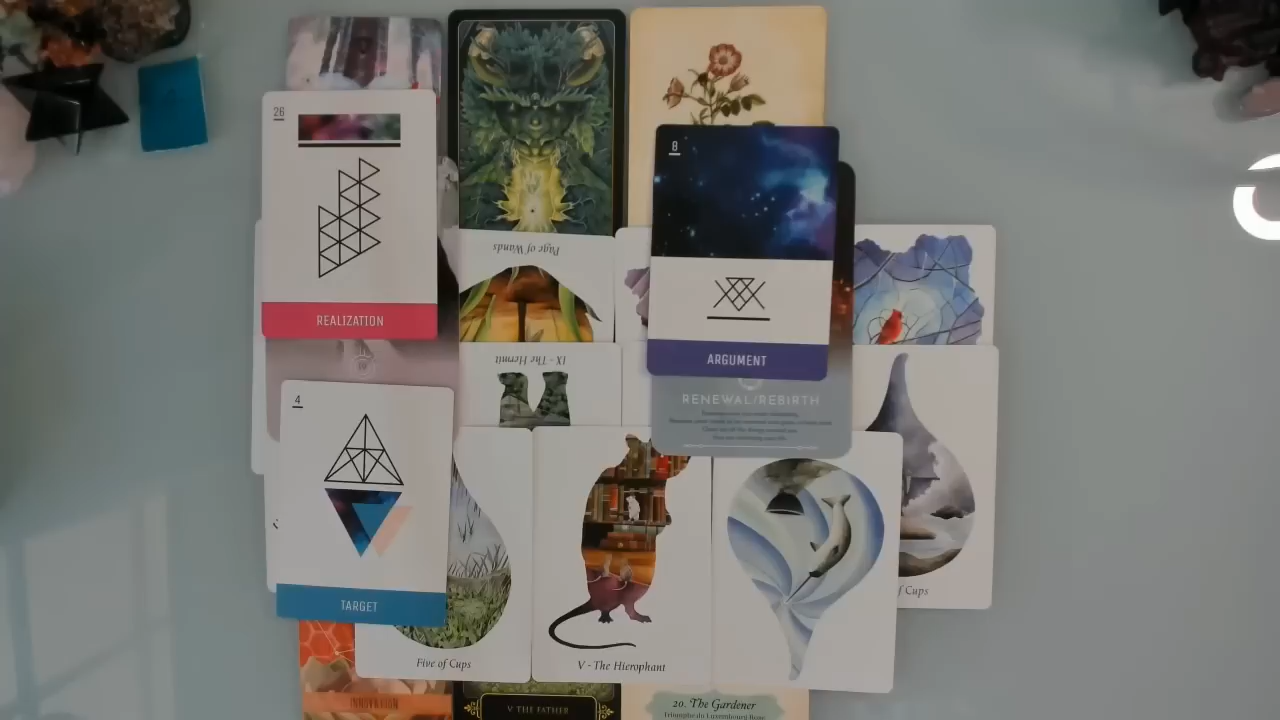 26
8
Page of Wands
REALIZATION
ARGUMENT
IX - The Hermit
RENEWAL/REBIRTH
4
TARGET
f Cups
Five of Cups
V - The Hierophant
INNOVATION
V THE FATHER
20. The Gardener